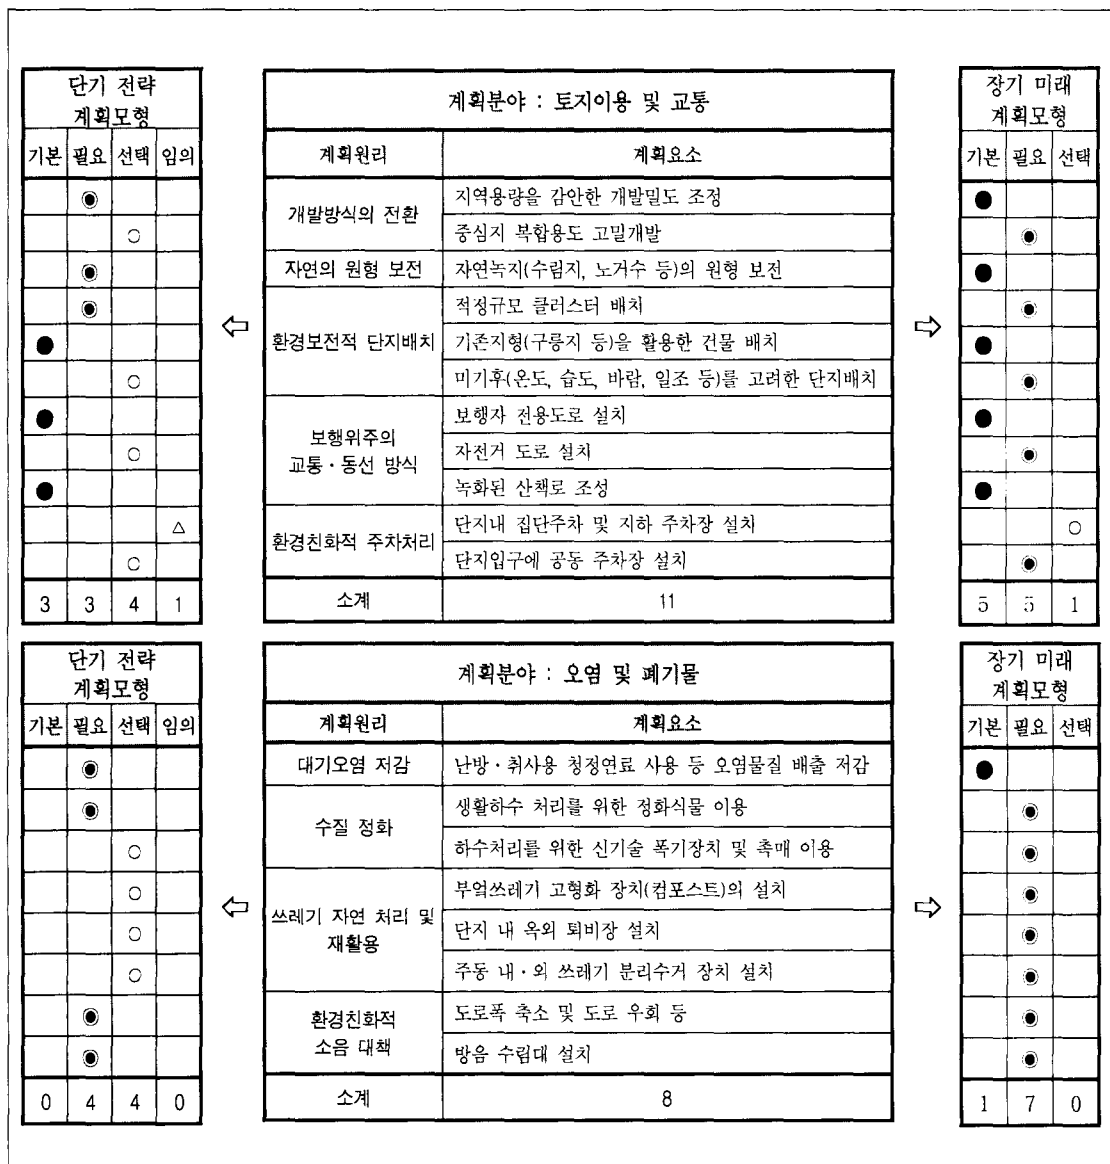 단기 전략
계획모형
기본 필요 선택 임의
◉
○
◉
◉
●
○
●
○
●
△
○
3 3 4 1
계획분야 : 토지이용 및 교통
계획원리 계획요소
개발방식의 전환
지역용량을 감안한 개발밀도 조정
중심지 복합용도 고밀개발
자연의 원형 보전 자연녹지(수림지, 노거수 등)의 원형 보전
환경보전적 단지배치
적정규모 클러스터 배치
기존지형(구릉지 등)을 활용한 건물 배치
미기후(온도, 습도, 바람, 일조 등)를 고려한 단지배치
보행위주의
교통・동선 방식
보행자 전용도로 설치
자전거 도로 설치
녹화된 산책로 조성
환경친화적 주차처리
단지내 집단주차 및 지하 주차장 설치
단지입구에 공동 주차장 설치
소계 11
장기 미래
계획모형
기본 필요 선택
●
◉
●
◉
●
◉
●
◉
●
○
◉
5 5 1
단기 전략
계획모형
기본 필요 선택 임의
◉
◉
○
○
○
○
◉
◉
0 4 4 0
계획분야 : 오염 및 폐기물
계획원리 계획요소
대기오염 저감 난방・취사용 청정연료 사용 등 오염물질 배출 저감
수질 정화
생활하수 처리를 위한 정화식물 이용
하수처리를 위한 신기술 폭기장치 및 촉매 이용
쓰레기 자연 처리 및
재활용
부엌쓰레기 고형화 장치(컴포스트)의 설치
단지 내 옥외 퇴비장 설치
주동 내・외 쓰레기 분리수거 장치 설치
환경친화적
소음 대책
도로폭 축소 및 도로 우회 등
방음 수림대 설치
소계 8
장기 미래
계획모형
기본 필요 선택
●
◉
◉
◉
◉
◉
◉
◉
1 7 0